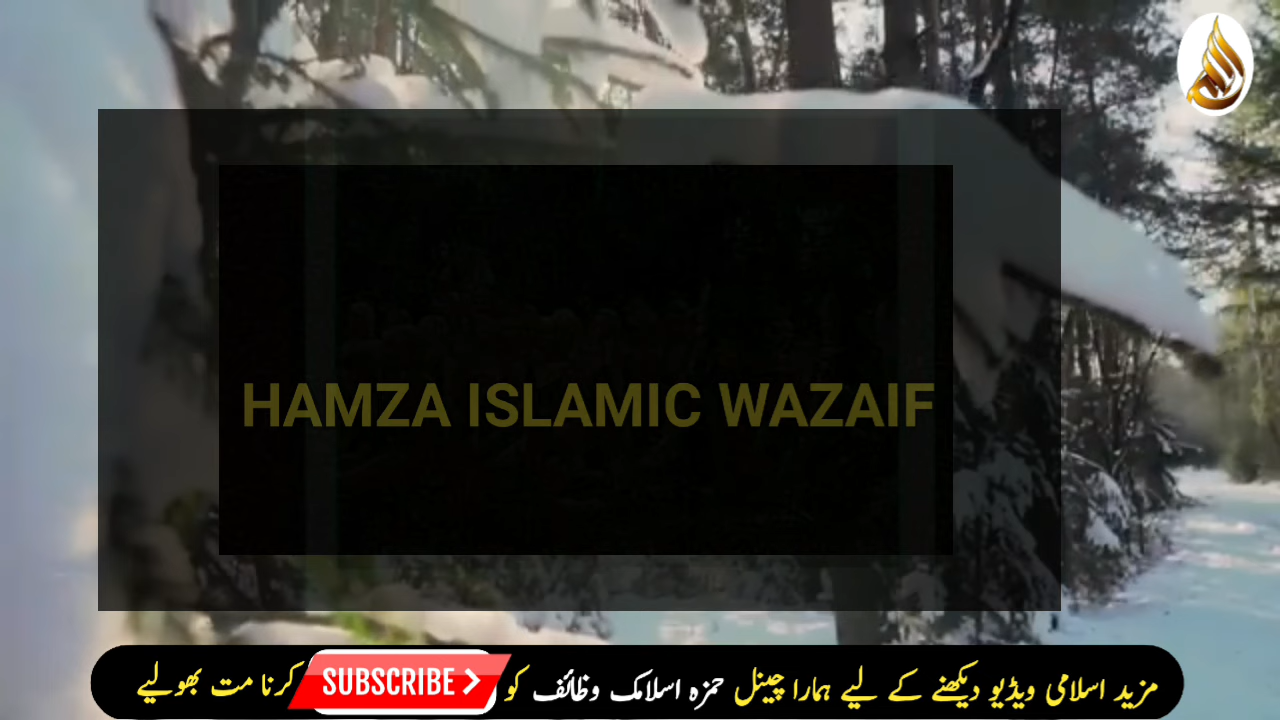 HAMZA ISLAMIC WAZAIF
مزید اسلامی ویڈیو دیکھنے کے لیے ہمارا چینل حمزہ اسلامک وظائف کو SUBSCRIBE کرنا مت بھولیے